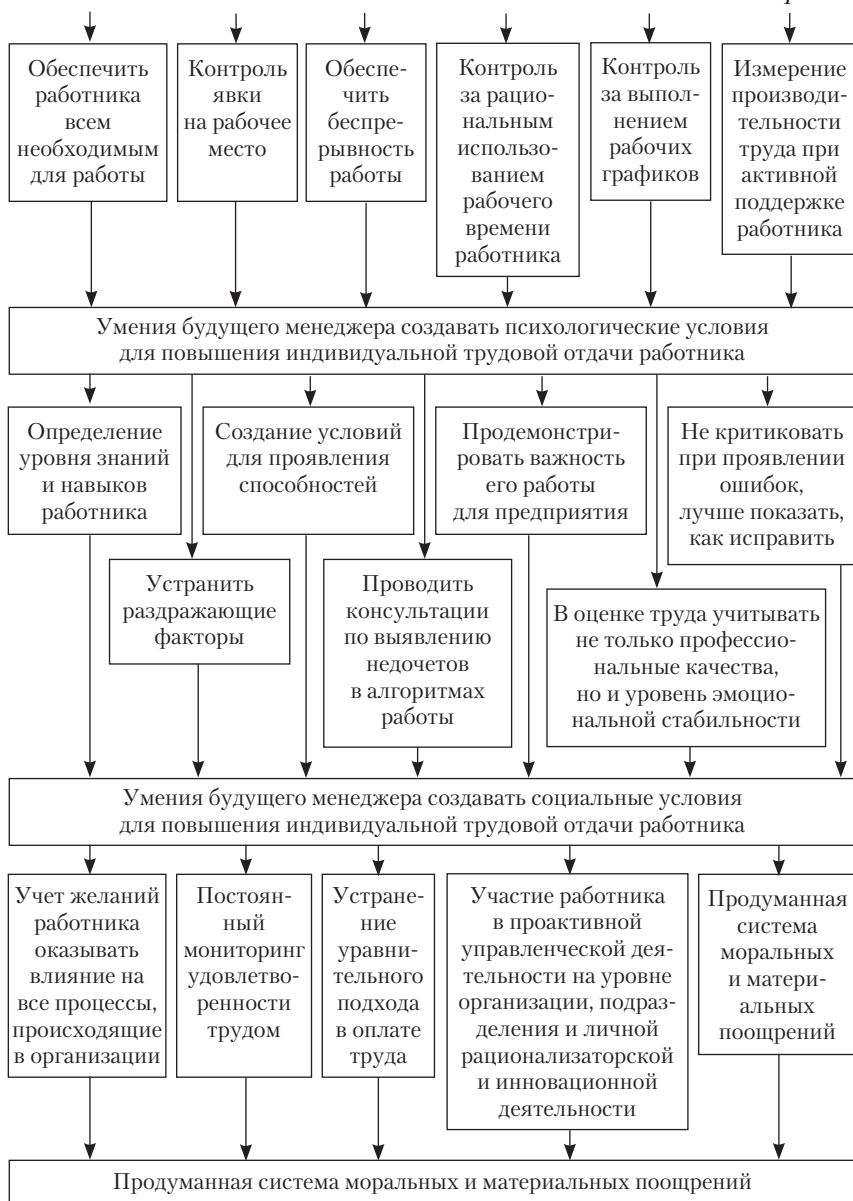 Обеспечить
работника
всем
необходимым
для работы
Контроль
явки
на рабочее
место
Обеспе-
чить
беспре-
рывность
работы
Контроль
за рацио-
нальным
использо-
ванием
рабочего
времени
работника
Контроль
за выпол-
нением
рабочих
графиков
Измерение
производи-
тельности
труда при
активной
поддержке
работника
Умения будущего менеджера создавать психологические условия
для повышения индивидуальной трудовой отдачи работника
Определение
уровня знаний
и навыков
работника
Создание условий
для проявления
способностей
Продемонстри-
ровать важность
его работы
для предприятия
Не критиковать
при проявлении
ошибок,
лучше показать,
как исправить
Устранить
раздражающие
факторы
Проводить
консультации
по выявлению
недочетов
в алгоритмах
работы
В оценке труда учитывать
не только профессио-
нальные качества,
но и уровень эмоцио-
нальной стабильности
Умения будущего менеджера создавать социальные условия
для повышения индивидуальной трудовой отдачи работника
Учет желаний
работника
оказывать
влияние на
все процессы,
происходящие
в организации
Постоян-
ный
мониторинг
удовлетво-
ренности
трудом
Устране-
ние
уравни-
тельного
подхода
в оплате
труда
Участие работника
в проактивной
управленческой дея-
тельности на уровне
организации, подраз-
деления и личной
рационализаторской
и инновационной
деятельности
Продуманная
система
моральных
и матери-
альных
поощрений
Продуманная система моральных и материальных поощрений